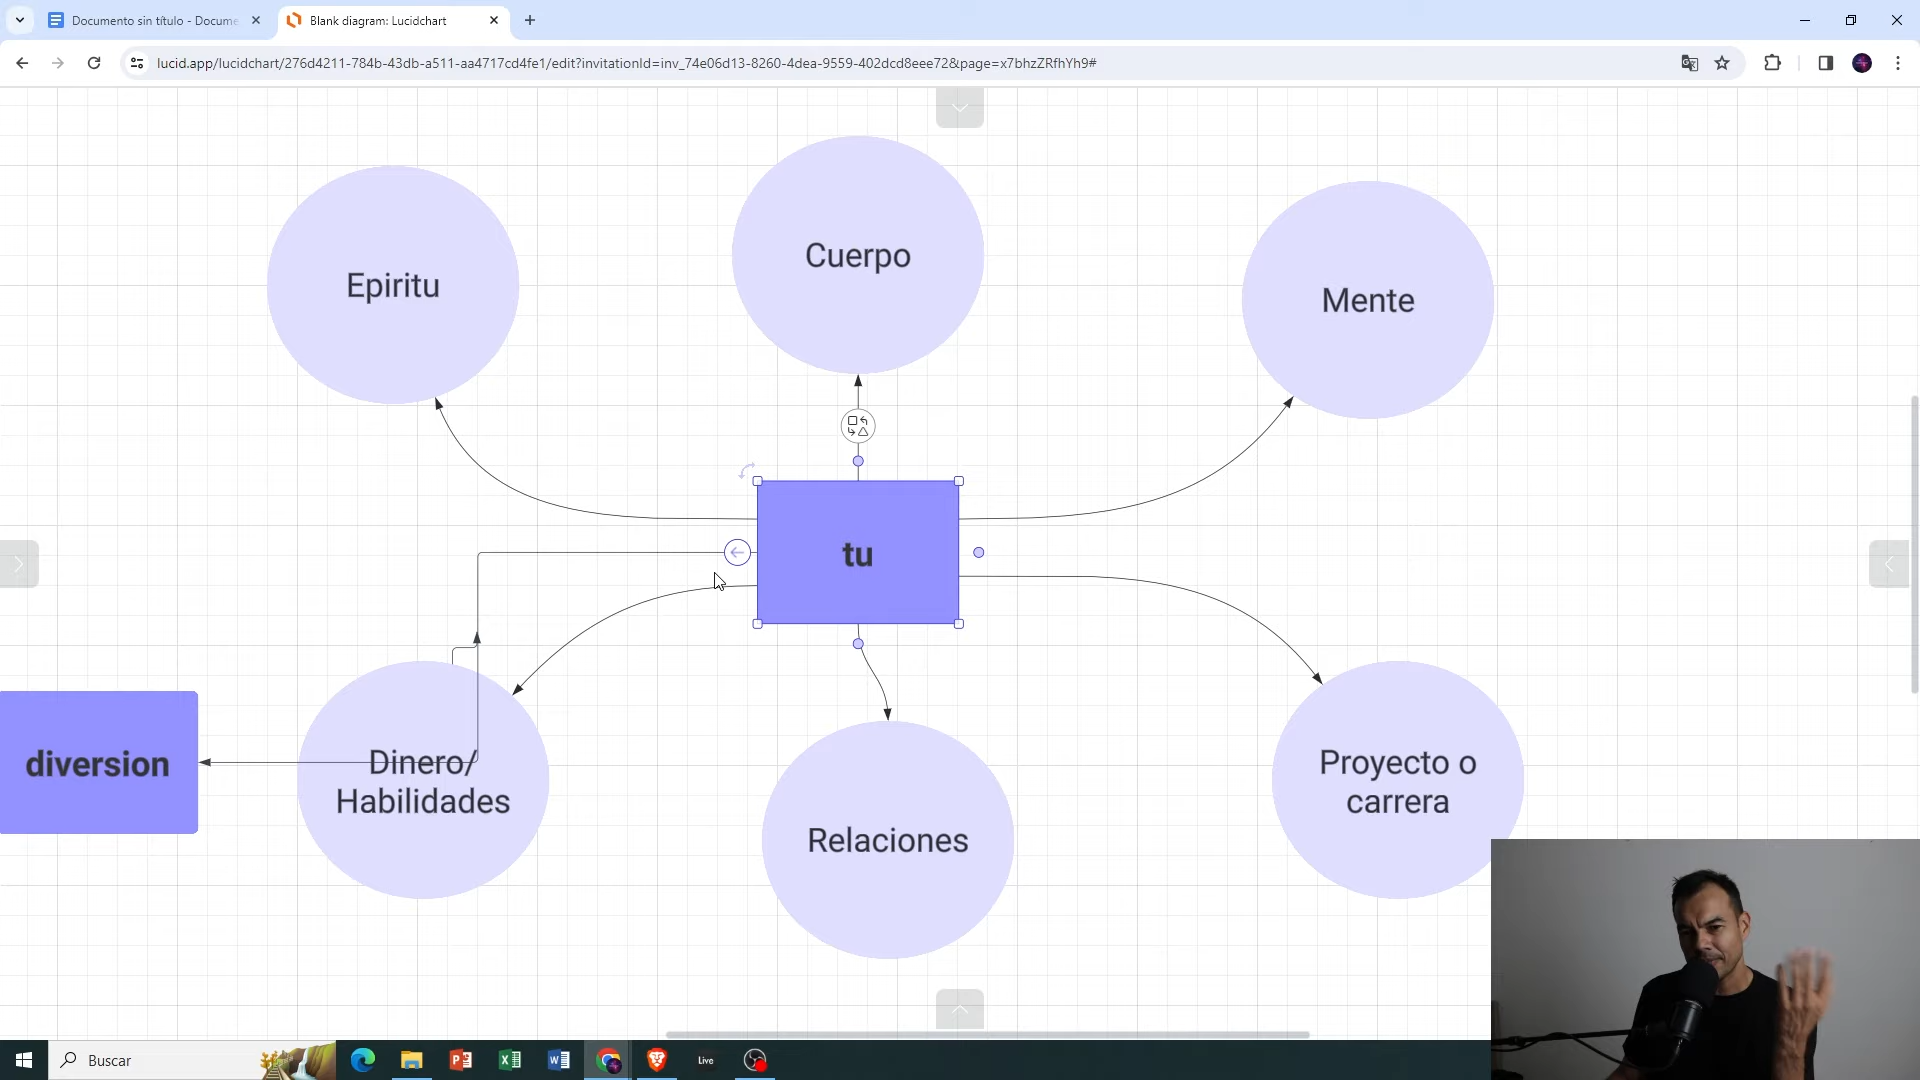 Documento sin título - Docume
Blank diagram: Lucidchart
lucid.app/lucidchart/276d4211-784b-43db-a511-aa4717cd4fe1/edit?invitationId=inv_74e06d13-8260-4dea-9559-402dcd8eee72&page=x7bhzZRfhYh9#
Epiritu
Cuerpo
Mente
tu
diversion
Dinero/
Habilidades
Relaciones
Proyecto o
carrera
Buscar
Live